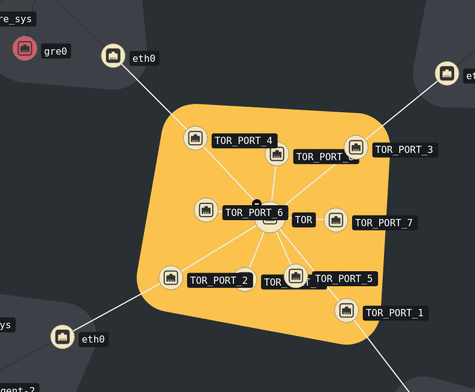 re_sys
gre0
eth0
TOR_PORT_4
TOR_PORT_3
TOR_PORT_6
TOR
TOR_PORT_7
TOR_PORT_2
TOR_PORT_5
TOR_PORT_1
eth0
ys
gent-2